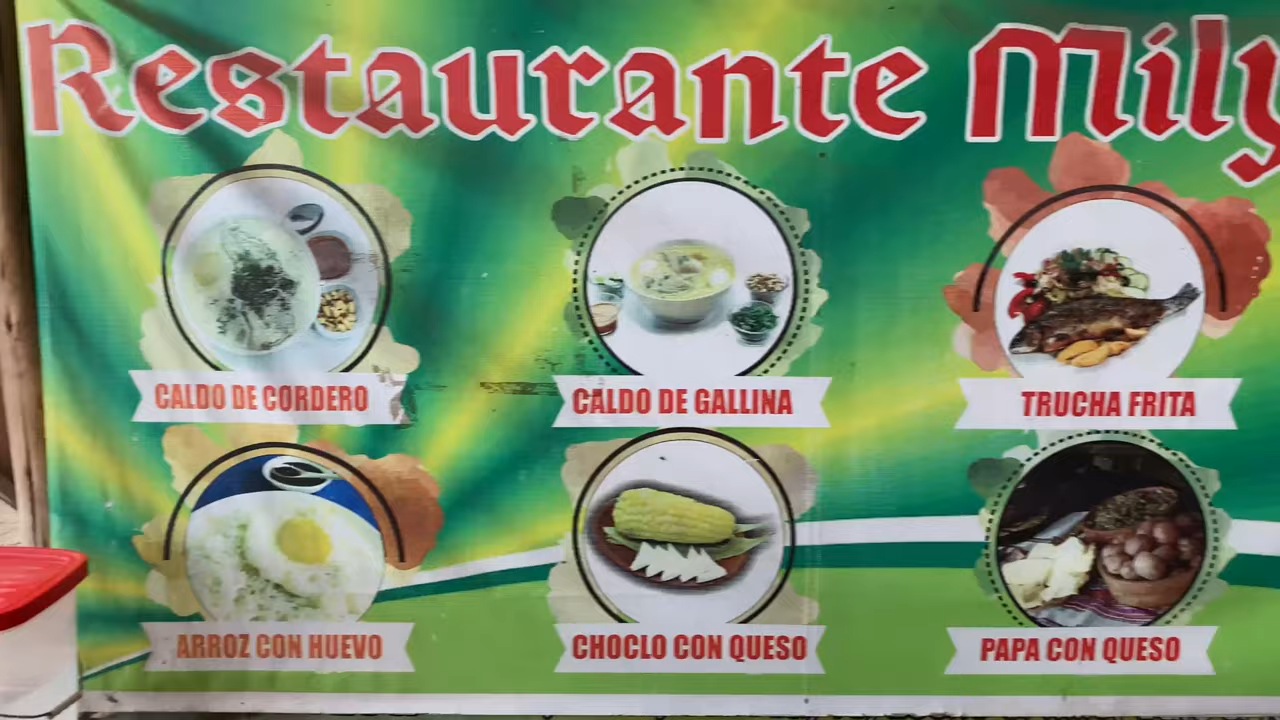 Restaurante Mily
CALDO DE CORDERO
CALDO DE GALLINA
TRUCHA FRITA
ARROZ CON HUEVO
CHOCLO CON QUESO
PAPA CON QUESO